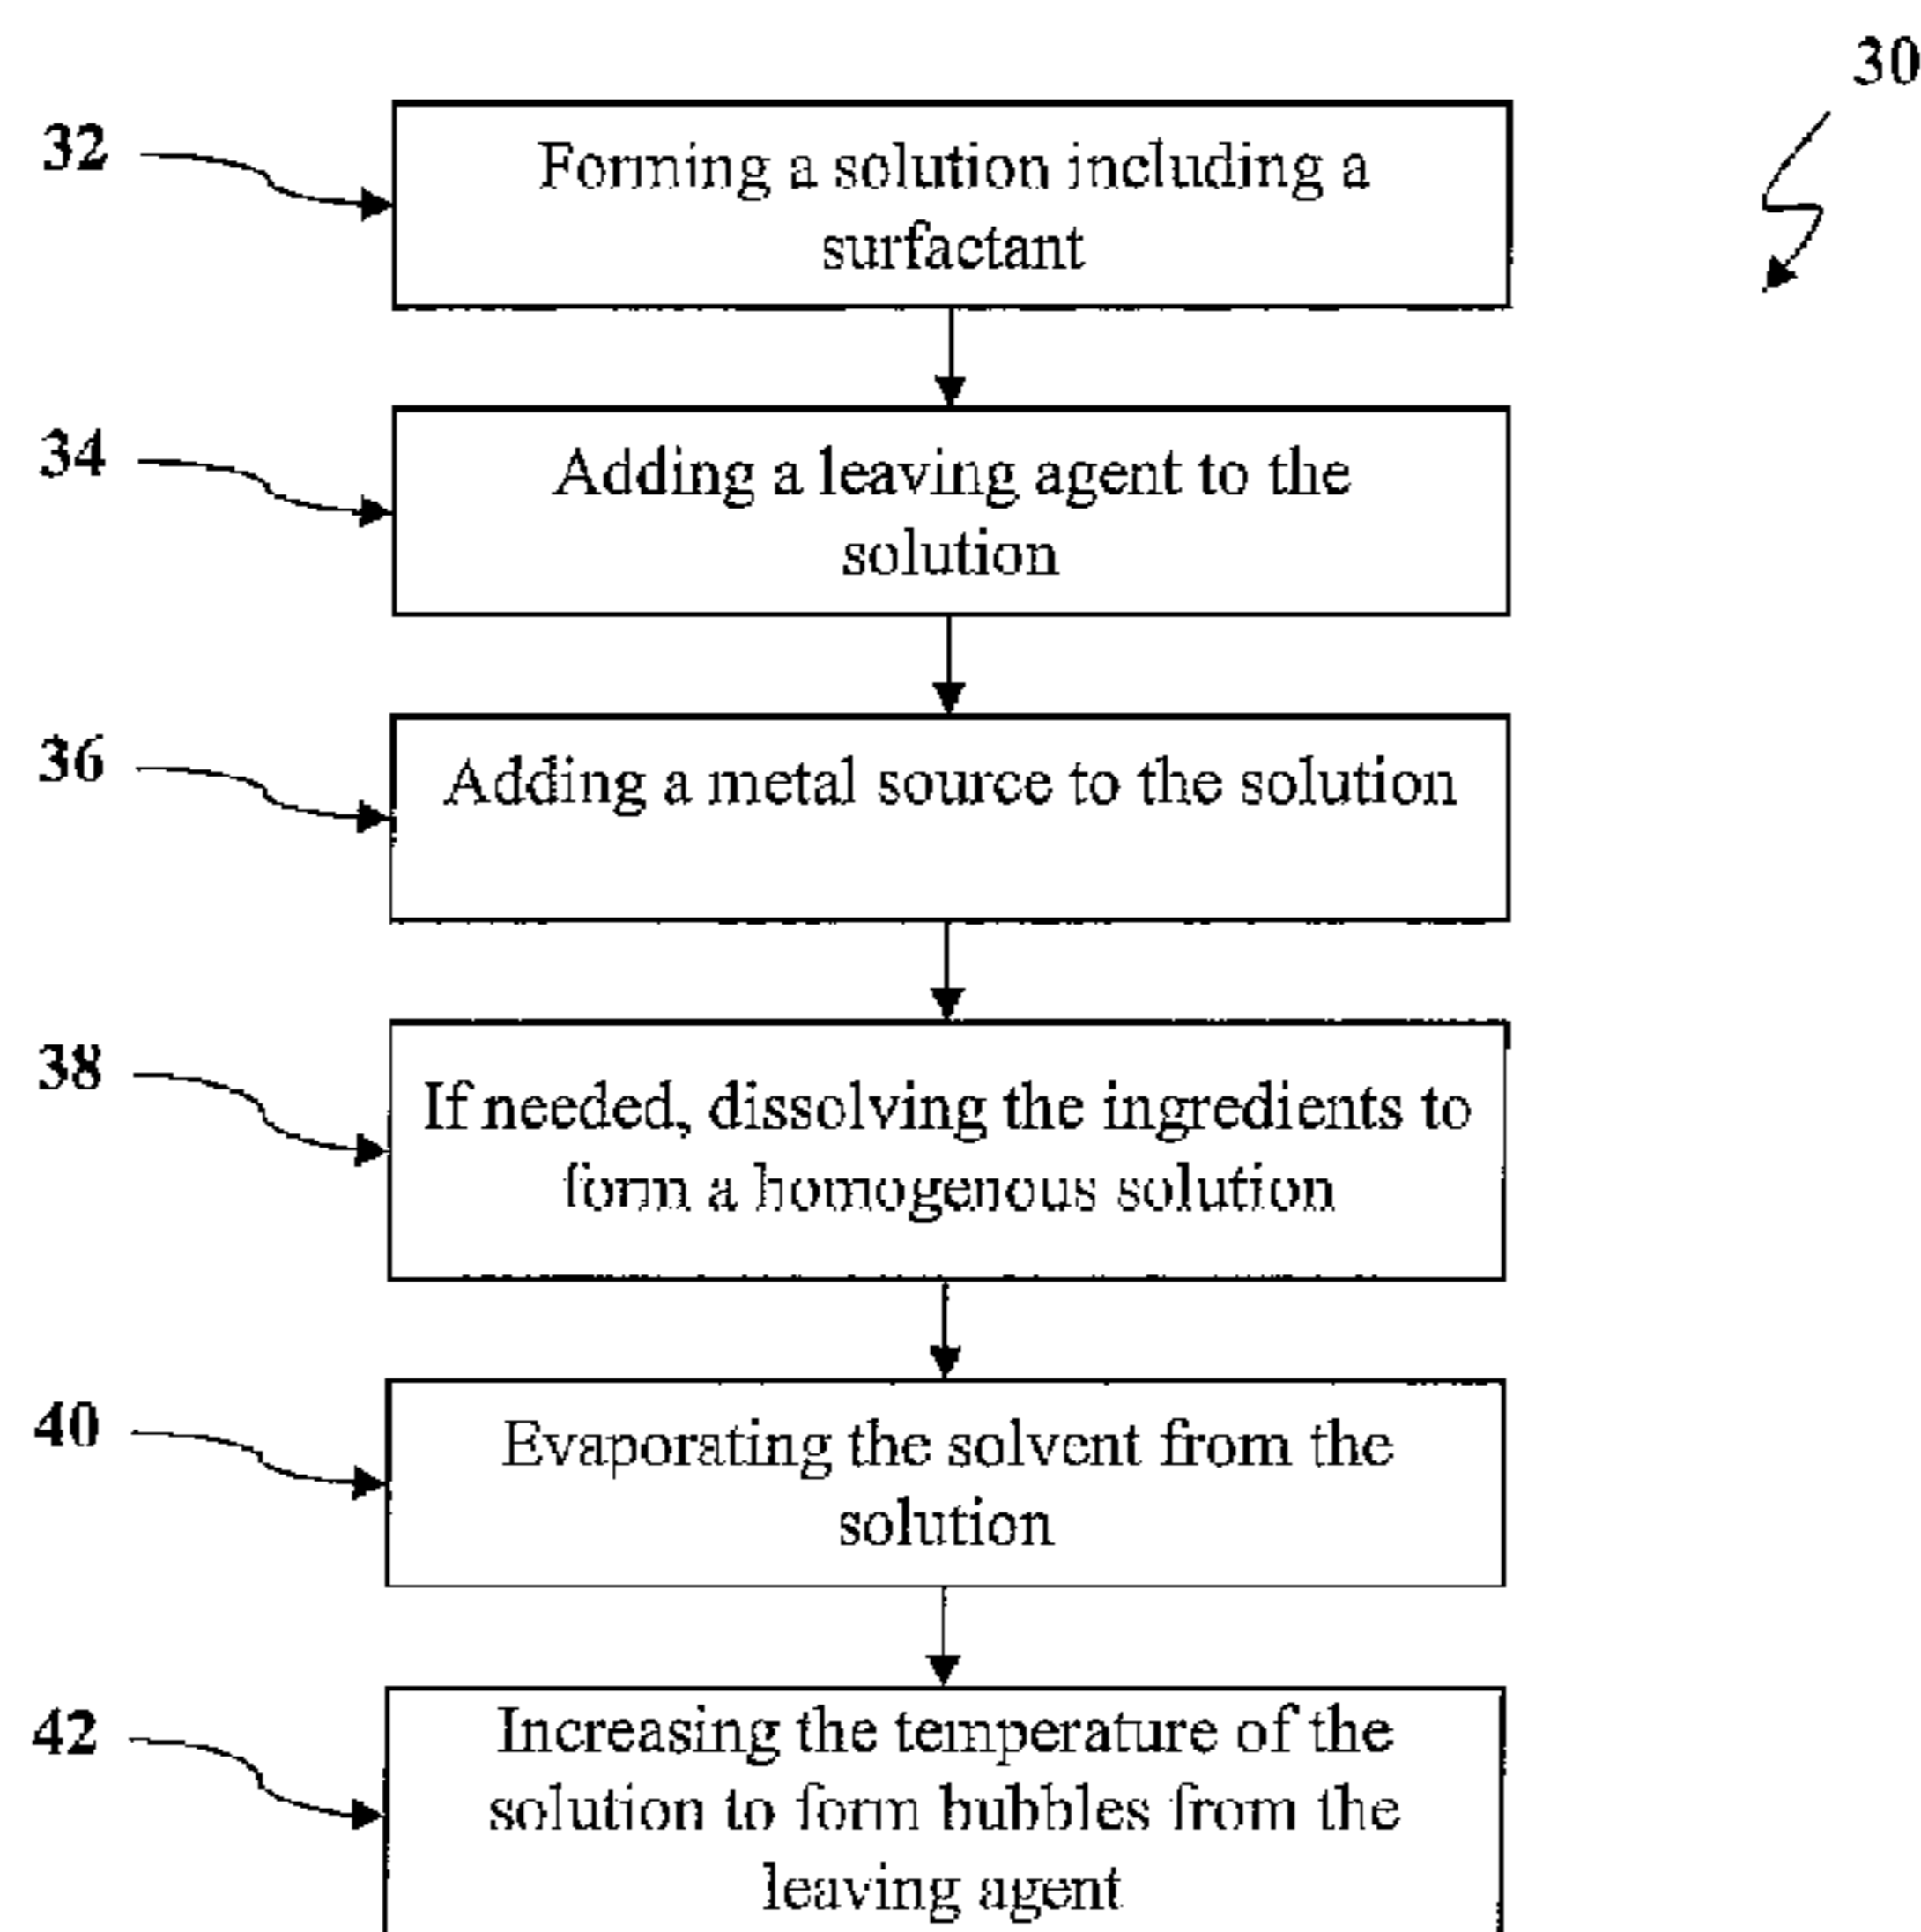 30
32
Forming a solution including a
surfactant
34
Adding a leaving agent to the
solution
36
Adding a metal source to the solution
38
If needed, dissolving the ingredients to
form a homogenous solution
40
Evaporating the solvent from the
solution
42
Increasing the temperature of the
solution to form bubbles from the
leaving agent